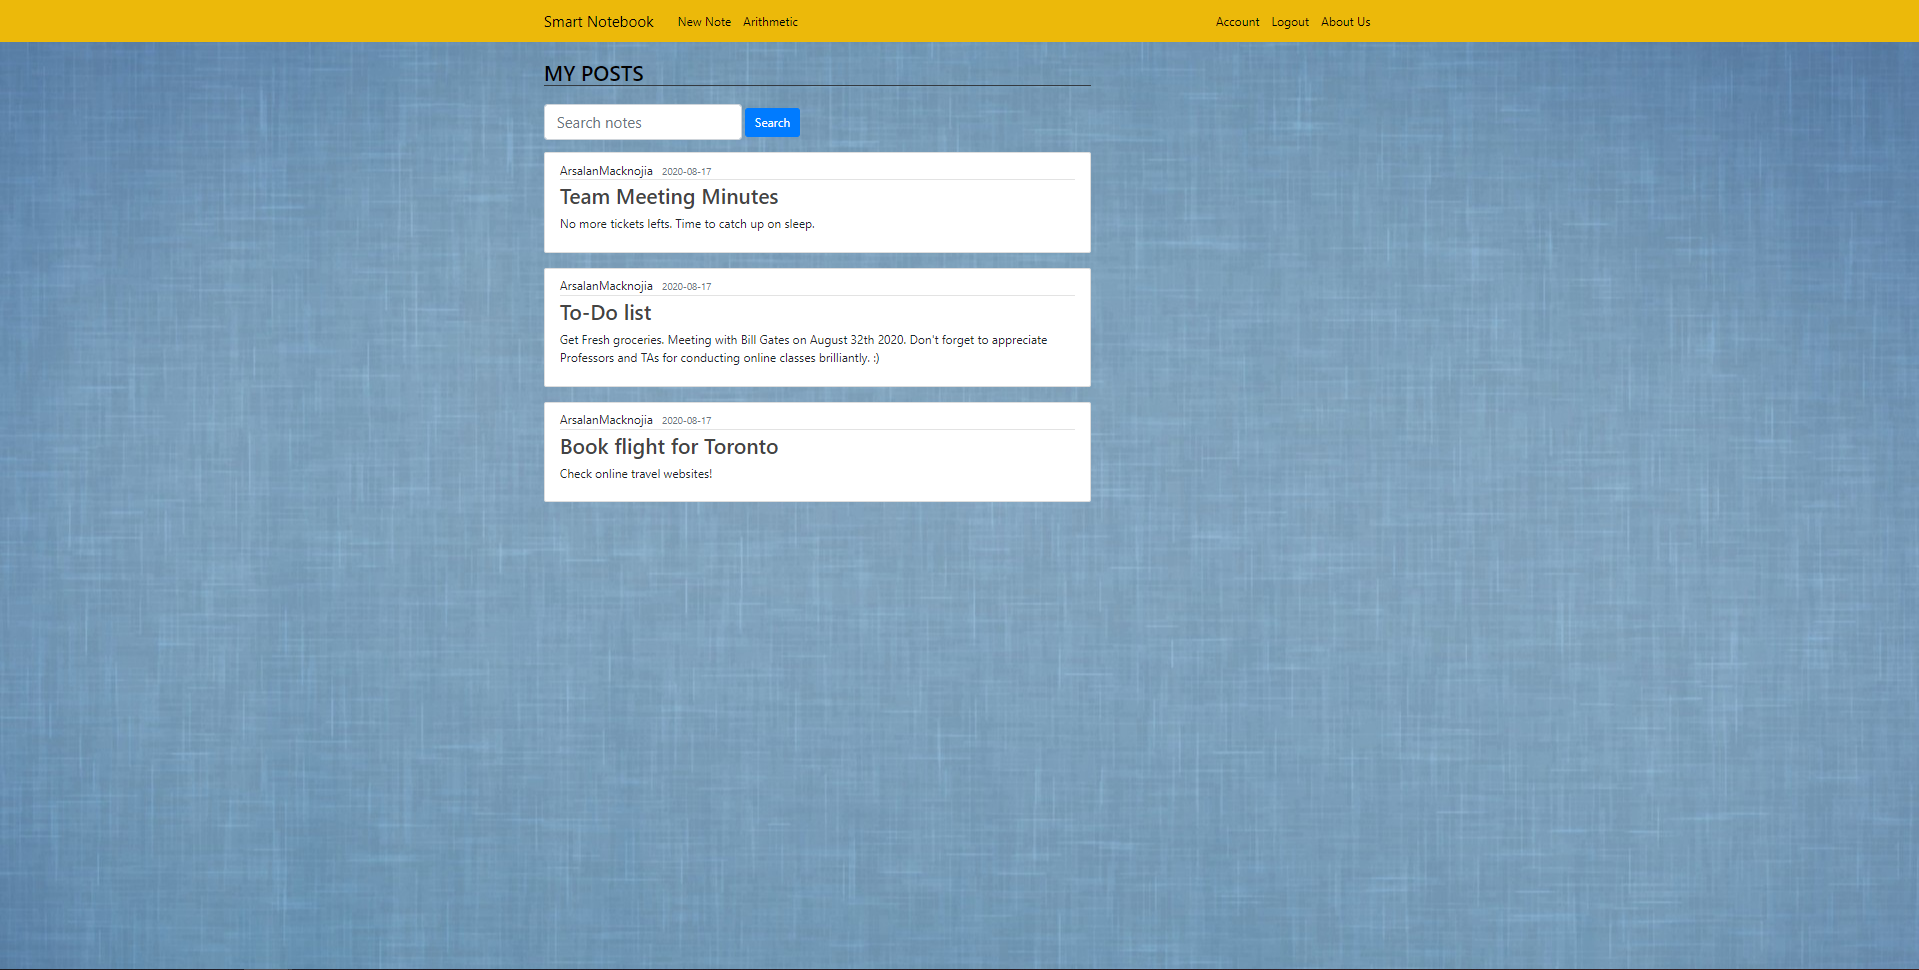 Smart Notebook New Note Arithmetic Account Logout About Us
MY POSTS
Search notes Search
ArsalanMacknojia 2020-08-17
Team Meeting Minutes
No more tickets lefts. Time to catch up on sleep.
ArsalanMacknojia 2020-08-17
To-Do list
Get Fresh groceries. Meeting with Bill Gates on August 32th 2020. Don't forget to appreciate
Professors and TAs for conducting online classes brilliantly. :)
ArsalanMacknojia 2020-08-17
Book flight for Toronto
Check online travel websites!